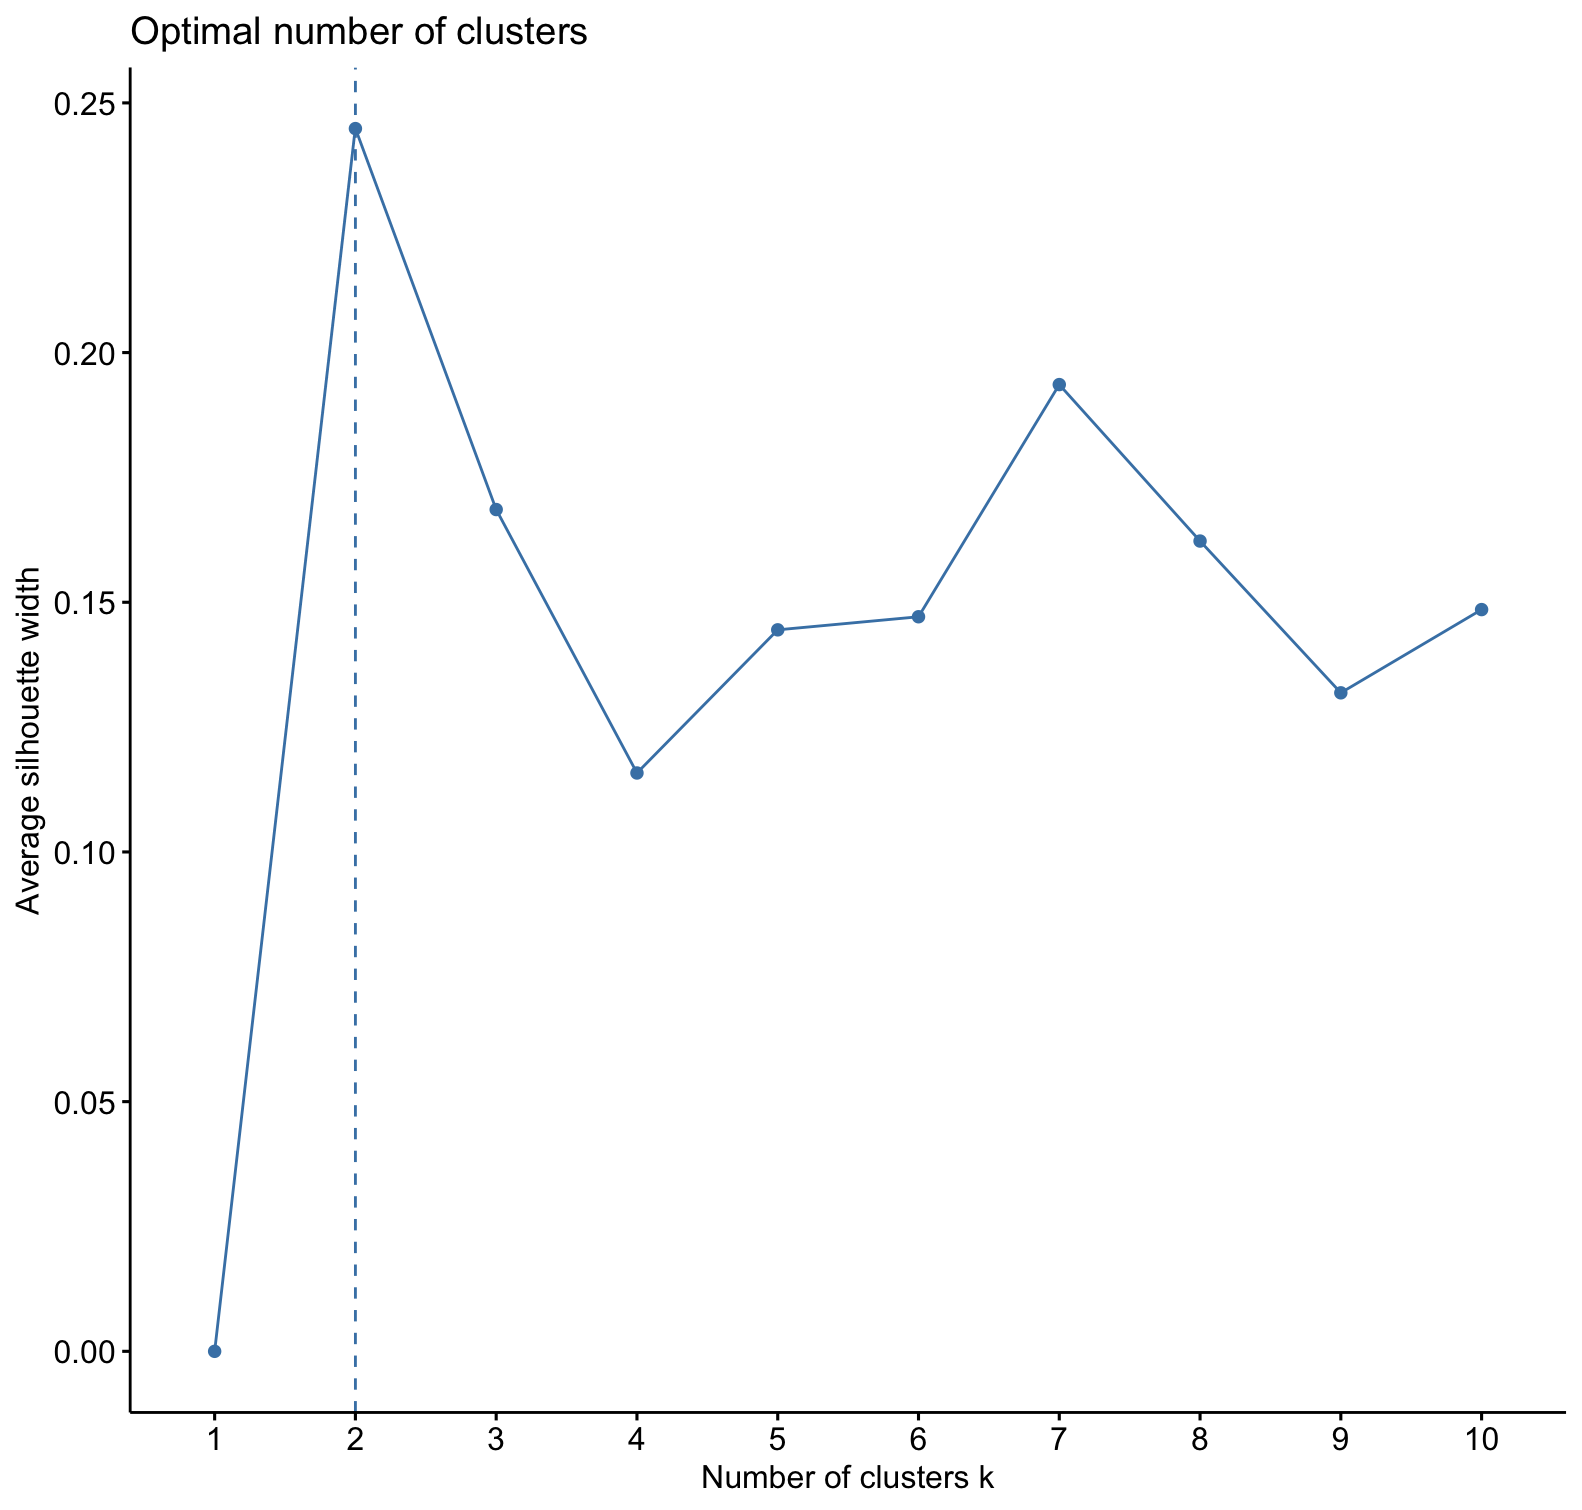 Optimal number of clusters
0.25
0.20
0.15
0.10
0.05
0.00
Average silhouette width
1 2 3 4 5 6 7 8 9 10
Number of clusters k